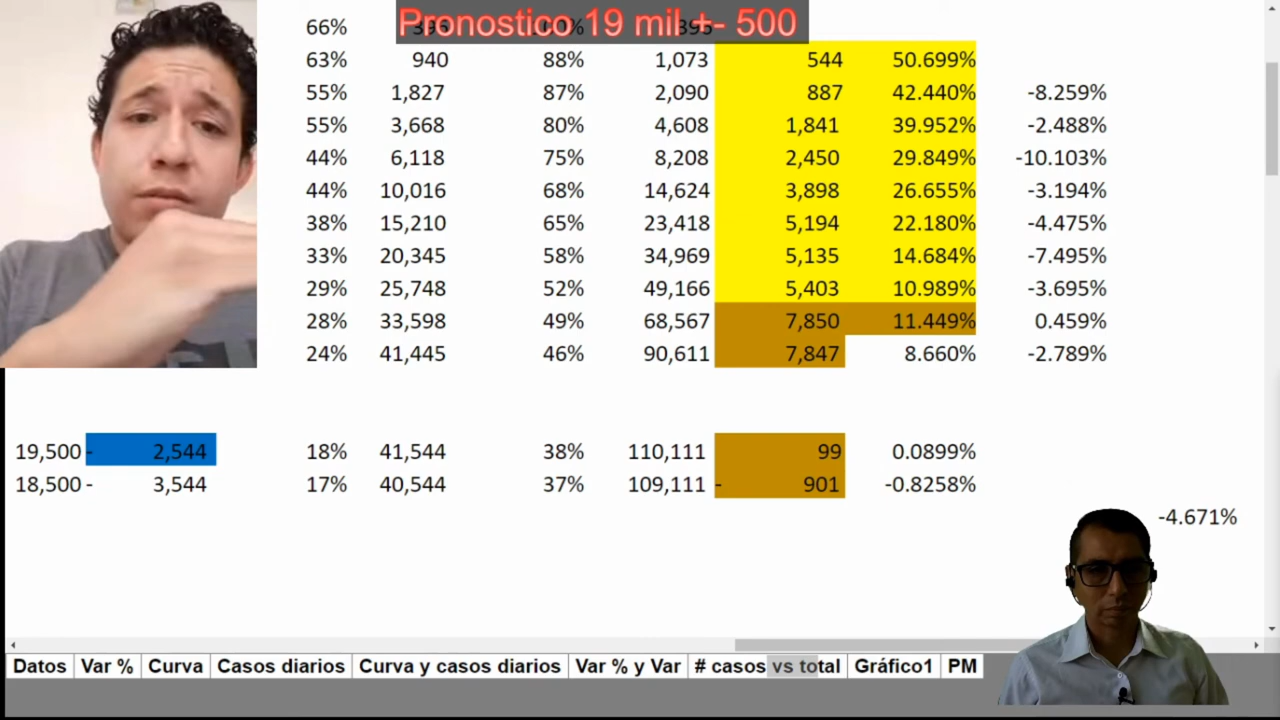 Pronostico 19 mil +- 500
66%
63% 940 88% 1,073 544 50.699%
55% 1,827 87% 2,090 887 42.440% -8.259%
55% 3,668 80% 4,608 1,841 39.952% -2.488%
44% 6,118 75% 8,208 2,450 29.849% -10.103%
44% 10,016 68% 14,624 3,898 26.655% -3.194%
38% 15,210 65% 23,418 5,194 22.180% -4.475%
33% 20,345 58% 34,969 5,135 14.684% -7.495%
29% 25,748 52% 49,166 5,403 10.989% -3.695%
28% 33,598 49% 68,567 7,850 11.449% 0.459%
24% 41,445 46% 90,611 7,847 8.660% -2.789%
19,500 - 2,544 18% 41,544 38% 110,111 99 0.0899%
18,500 - 3,544 17% 40,544 37% 109,111 - 901 -0.8258%
-4.671%
Datos Var % Curva Casos diarios Curva y casos diarios Var % y Var # casos vs total Gráfico1 PM